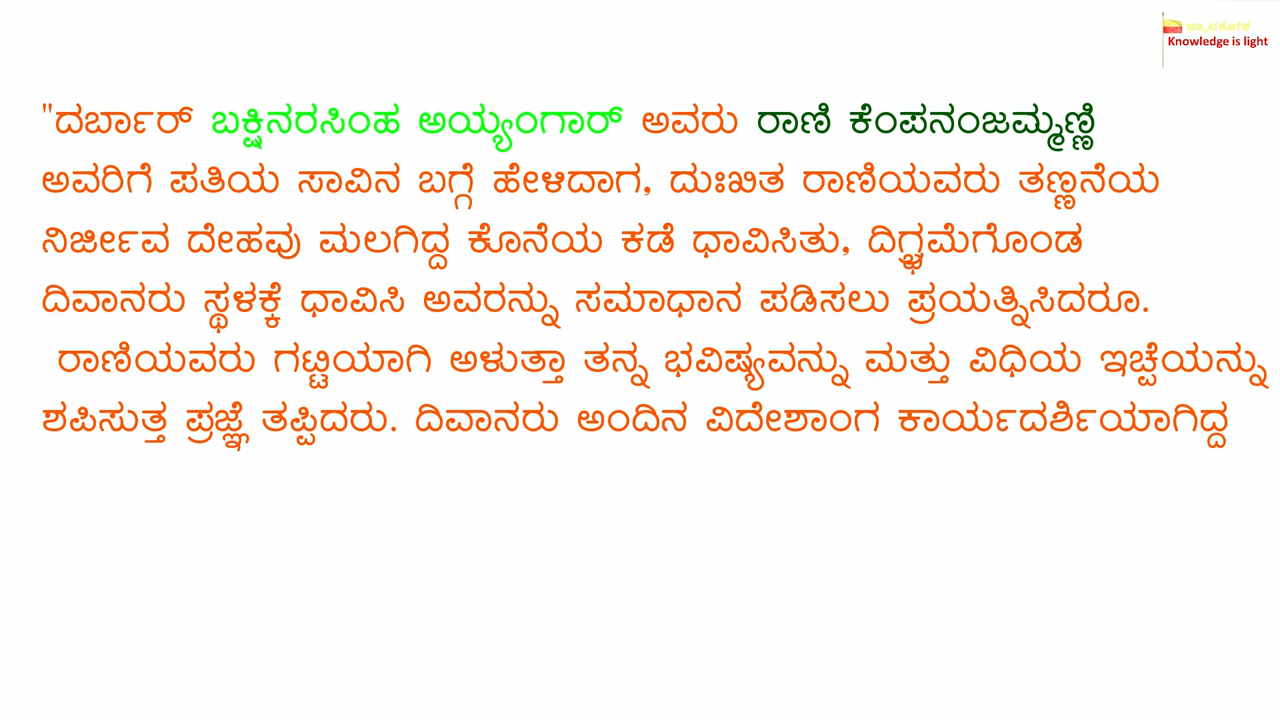 ಜ್ಞಾನಕೋಶ
Knowledge is light
"ದರ್ಬಾರ್ ಬಕ್ಷಿನರಸಿಂಹ ಅಯ್ಯಂಗಾರ್ ಅವರು ರಾಣಿ ಕೆಂಪನಂಜಮ್ಮಣ್ಣಿ
ಅವರಿಗೆ ಪತಿಯ ಸಾವಿನ ಬಗ್ಗೆ ಹೇಳಿದಾಗ, ದುಃಖಿತ ರಾಣಿಯವರು ತಣ್ಣನೆಯ
ನಿರ್ಜೀವ ದೇಹವು ಮಲಗಿದ್ದ ಕೊನೆಯ ಕಡೆ ಧಾವಿಸಿತು, ದಿಗ್ಭ್ರಮೆಗೊಂಡ
ದಿವಾನರು ಸ್ಥಳಕ್ಕೆ ಧಾವಿಸಿ ಅವರನ್ನು ಸಮಾಧಾನ ಪಡಿಸಲು ಪ್ರಯತ್ನಿಸಿದರೂ.
ರಾಣಿಯವರು ಗಟ್ಟಿಯಾಗಿ ಅಳುತ್ತಾ ತನ್ನ ಭವಿಷ್ಯವನ್ನು ಮತ್ತು ವಿಧಿಯ ಇಚ್ಛೆಯನ್ನು
ಶಪಿಸುತ್ತ ಪ್ರಜ್ಞೆ ತಪ್ಪಿದರು. ದಿವಾನರು ಅಂದಿನ ವಿದೇಶಾಂಗ ಕಾರ್ಯದರ್ಶಿಯಾಗಿದ್ದ